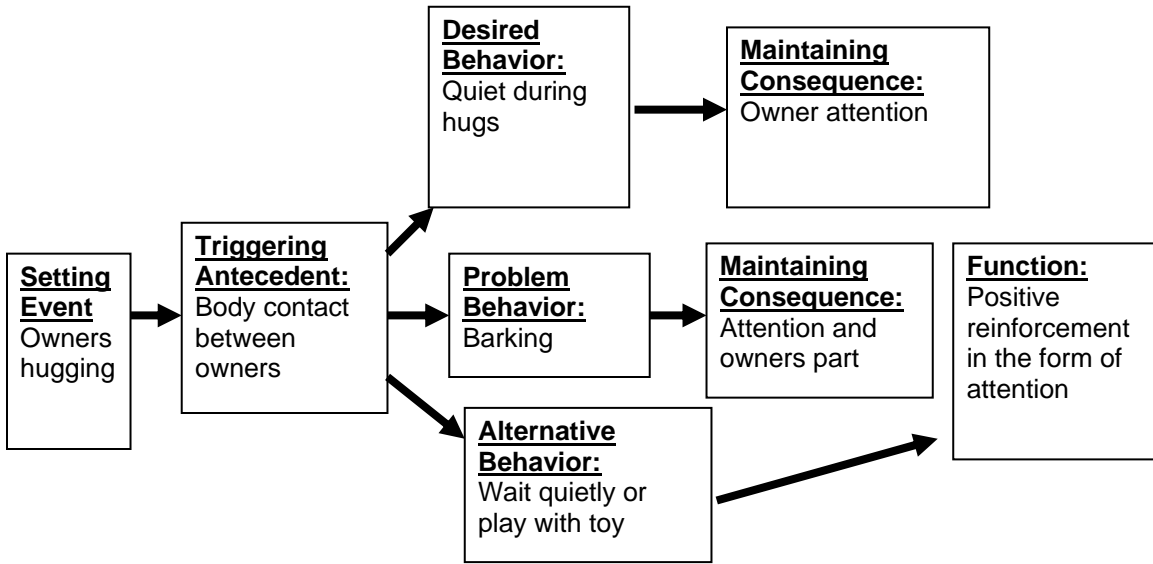 Desired
Behavior:
Quiet during
hugs
Maintaining
Consequence:
Owner attention
Setting
Event
Owners
hugging
Triggering
Antecedent:
Body contact
between
owners
Problem
Behavior:
Barking
Maintaining
Consequence:
Attention and
owners part
Function:
Positive
reinforcement
in the form of
attention
Alternative
Behavior:
Wait quietly or
play with toy